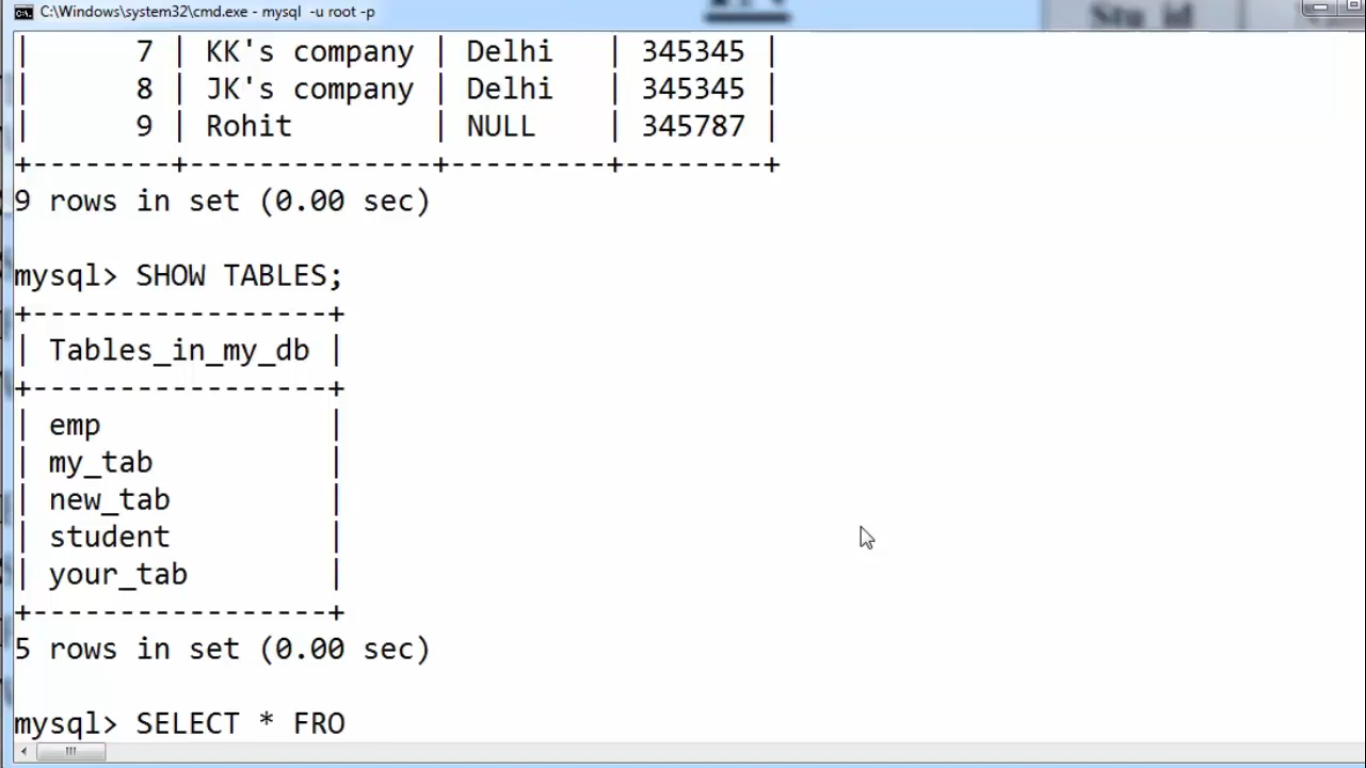 C:\Windows\system32\cmd.exe - mysql -u root -p
Stu_id
| 7 | KK's company | Delhi | 345345 |
| 8 | JK's company | Delhi | 345345 |
| 9 | Rohit | NULL | 345787 |
+--------+--------------+---------+--------+
9 rows in set (0.00 sec)
mysql> SHOW TABLES;
+-----------------+
| Tables_in_my_db |
+-----------------+
| emp |
| my_tab |
| new_tab |
| student |
| your_tab |
+-----------------+
5 rows in set (0.00 sec)
mysql> SELECT * FRO